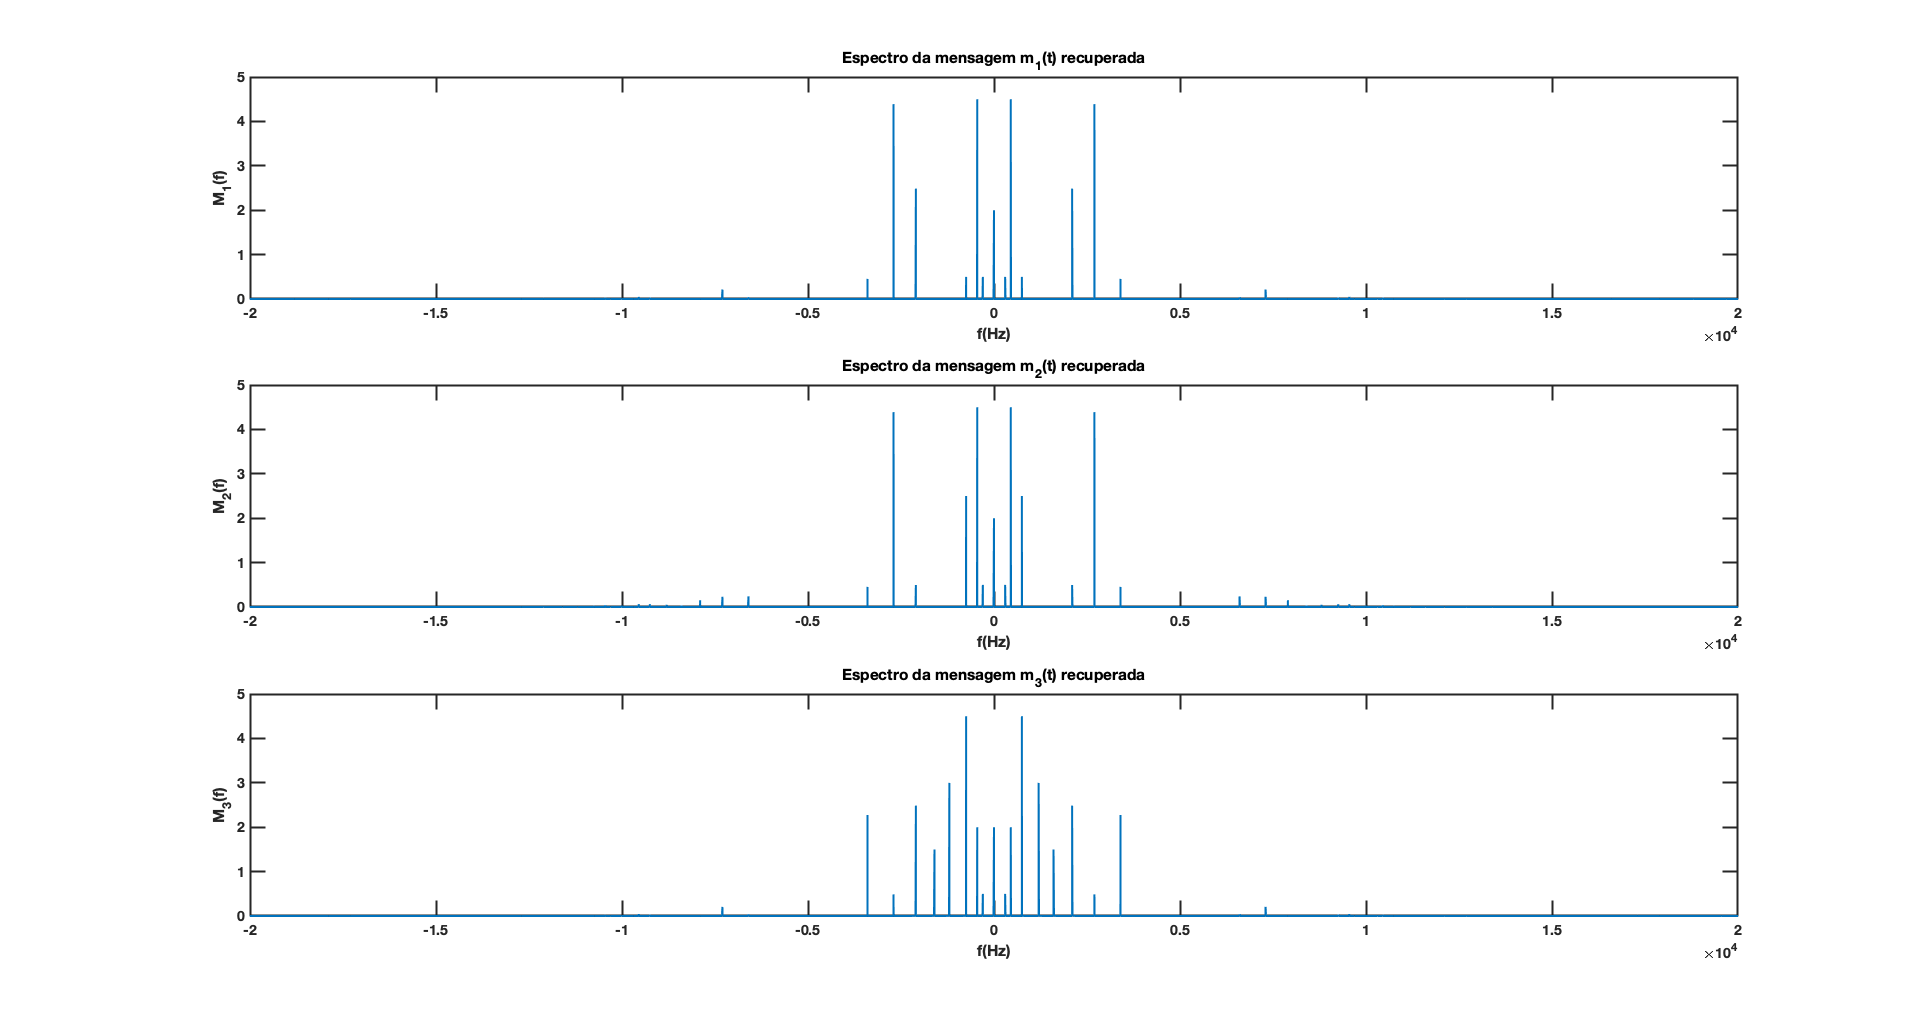 Espectro da mensagem m1(t) recuperada
5
4
3
2
1
0
M1(f)
-2 -1.5 -1 -0.5 0 0.5 1 1.5 2
f(Hz)
×10^4
Espectro da mensagem m2(t) recuperada
5
4
3
2
1
0
M2(f)
-2 -1.5 -1 -0.5 0 0.5 1 1.5 2
f(Hz)
×10^4
Espectro da mensagem m3(t) recuperada
5
4
3
2
1
0
M3(f)
-2 -1.5 -1 -0.5 0 0.5 1 1.5 2
f(Hz)
×10^4